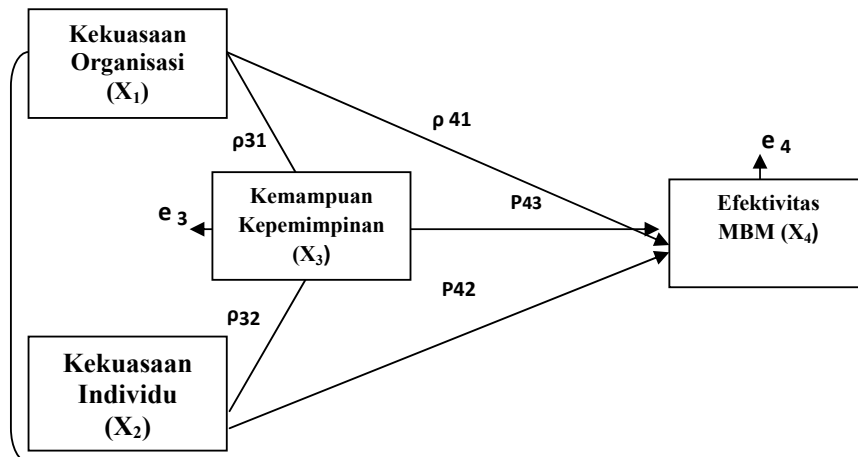 Kekuasaan
Organisasi
(X₁)
ρ 41
ρ31
e ₄
Kemampuan
Kepemimpinan
(X₃)
e ₃
P43
Efektivitas
MBM (X₄)
P42
ρ32
Kekuasaan
Individu
(X₂)